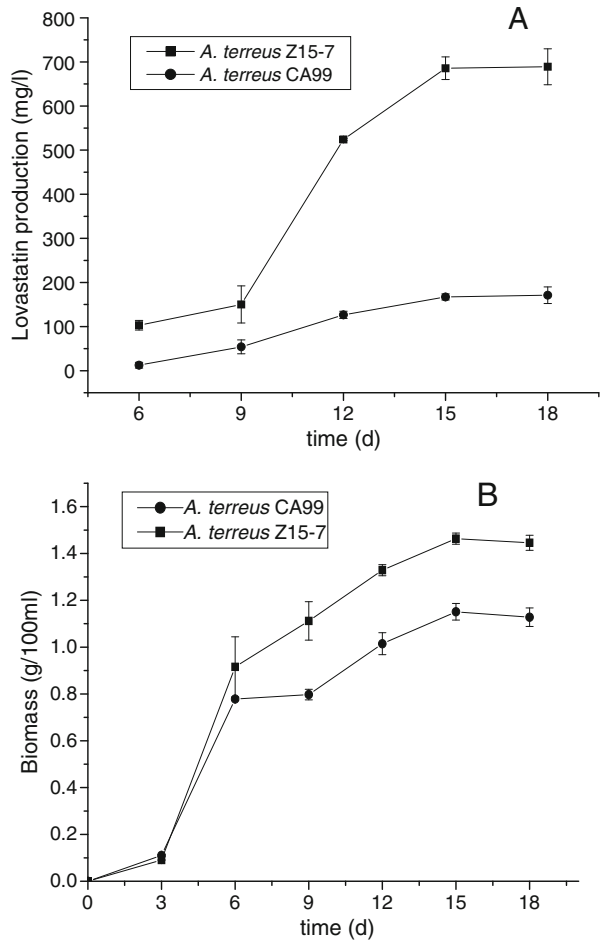 A
800
700
600
500
400
300
200
100
0
Lovastatin production (mg/l)
A. terreus Z15-7
A. terreus CA99
6 9 12 15 18
time (d)
B
1.6
1.4
1.2
1.0
0.8
0.6
0.4
0.2
0.0
Biomass (g/100ml)
A. terreus CA99
A. terreus Z15-7
0 3 6 9 12 15 18
time (d)